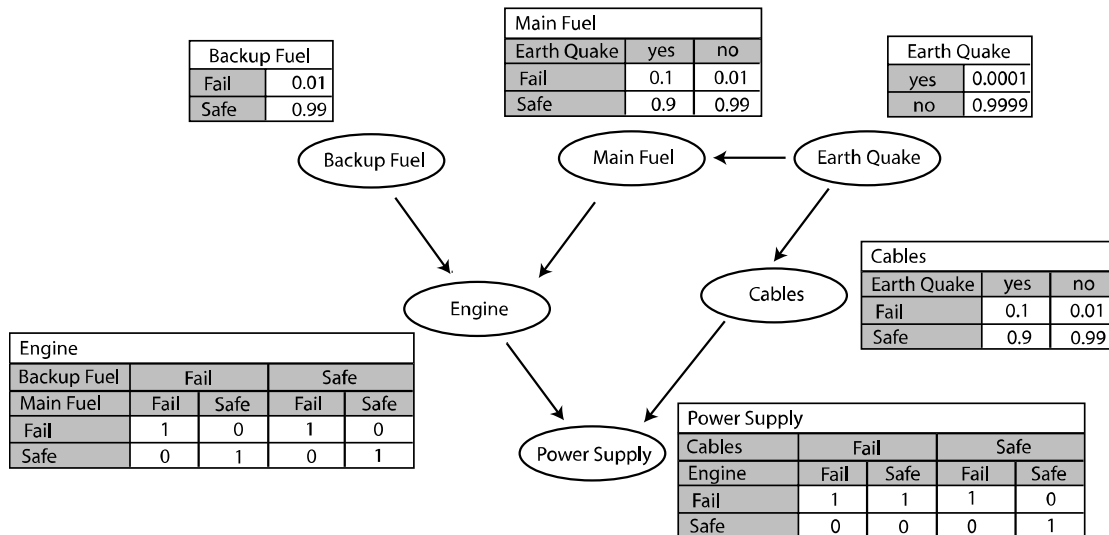 Backup Fuel
Fail 0.01
Safe 0.99
Main Fuel
Earth Quake yes no
Fail 0.1 0.01
Safe 0.9 0.99
Earth Quake
yes 0.0001
no 0.9999
Backup Fuel
Main Fuel
Earth Quake
Engine
Cables
Cables
Earth Quake yes no
Fail 0.1 0.01
Safe 0.9 0.99
Engine
Backup Fuel Fail Safe
Main Fuel Fail Safe Fail Safe
Fail 1 0 1 0
Safe 0 1 0 1
Power Supply
Power Supply
Cables Fail Safe
Engine Fail Safe Fail Safe
Fail 1 1 1 0
Safe 0 0 0 1